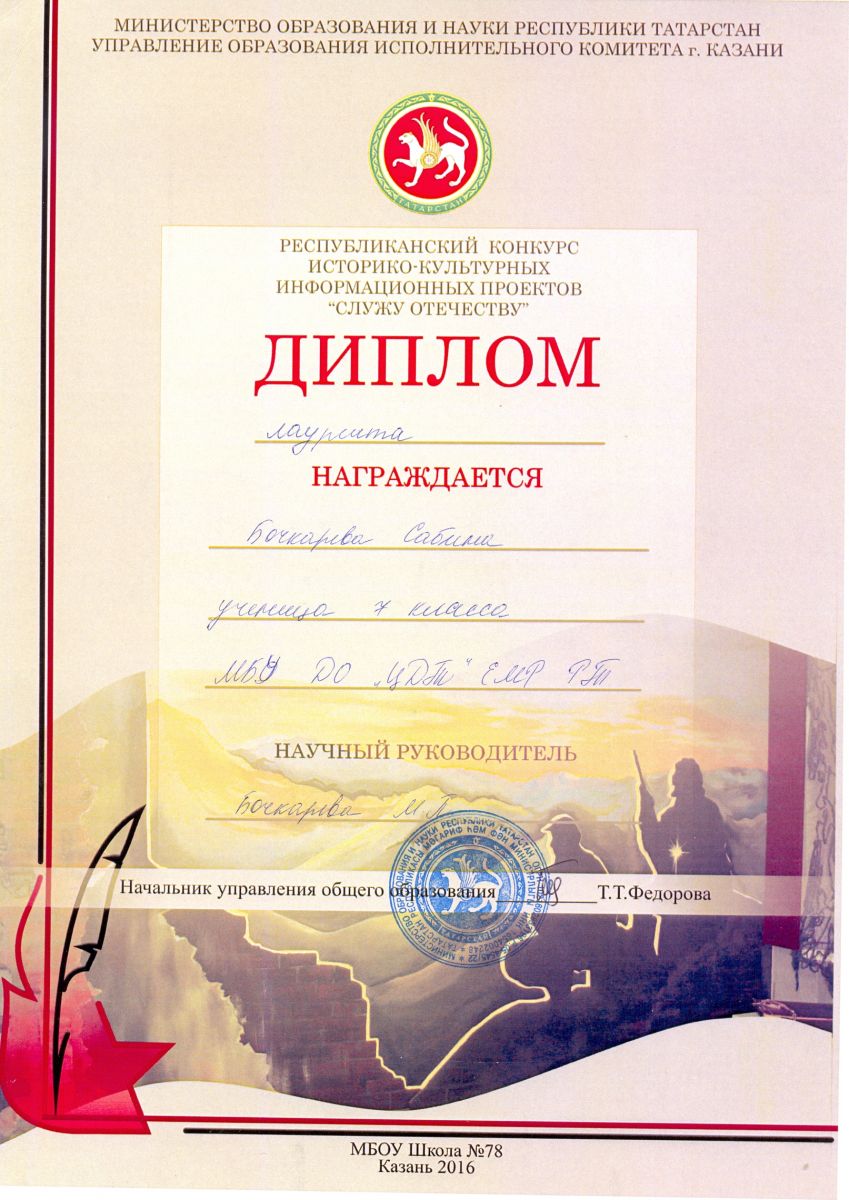 МИНИСТЕРСТВО ОБРАЗОВАНИЯ И НАУКИ РЕСПУБЛИКИ ТАТАРСТАН
УПРАВЛЕНИЕ ОБРАЗОВАНИЯ ИСПОЛНИТЕЛЬНОГО КОМИТЕТА г. КАЗАНИ
ТАТАРСТАН
РЕСПУБЛИКАНСКИЙ КОНКУРС
ИСТОРИКО-КУЛЬТУРНЫХ
ИНФОРМАЦИОННЫХ ПРОЕКТОВ
“СЛУЖУ ОТЕЧЕСТВУ”
ДИПЛОМ
лауреата
НАГРАЖДАЕТСЯ
Бочкарева Сабина
ученица 7 класса
МБУ ДО „ЦДТ" ЕМР РТ
НАУЧНЫЙ РУКОВОДИТЕЛЬ
Бочкарева М.П.
Начальник управления общего образования Т.Т.Федорова
МБОУ Школа №78
Казань 2016